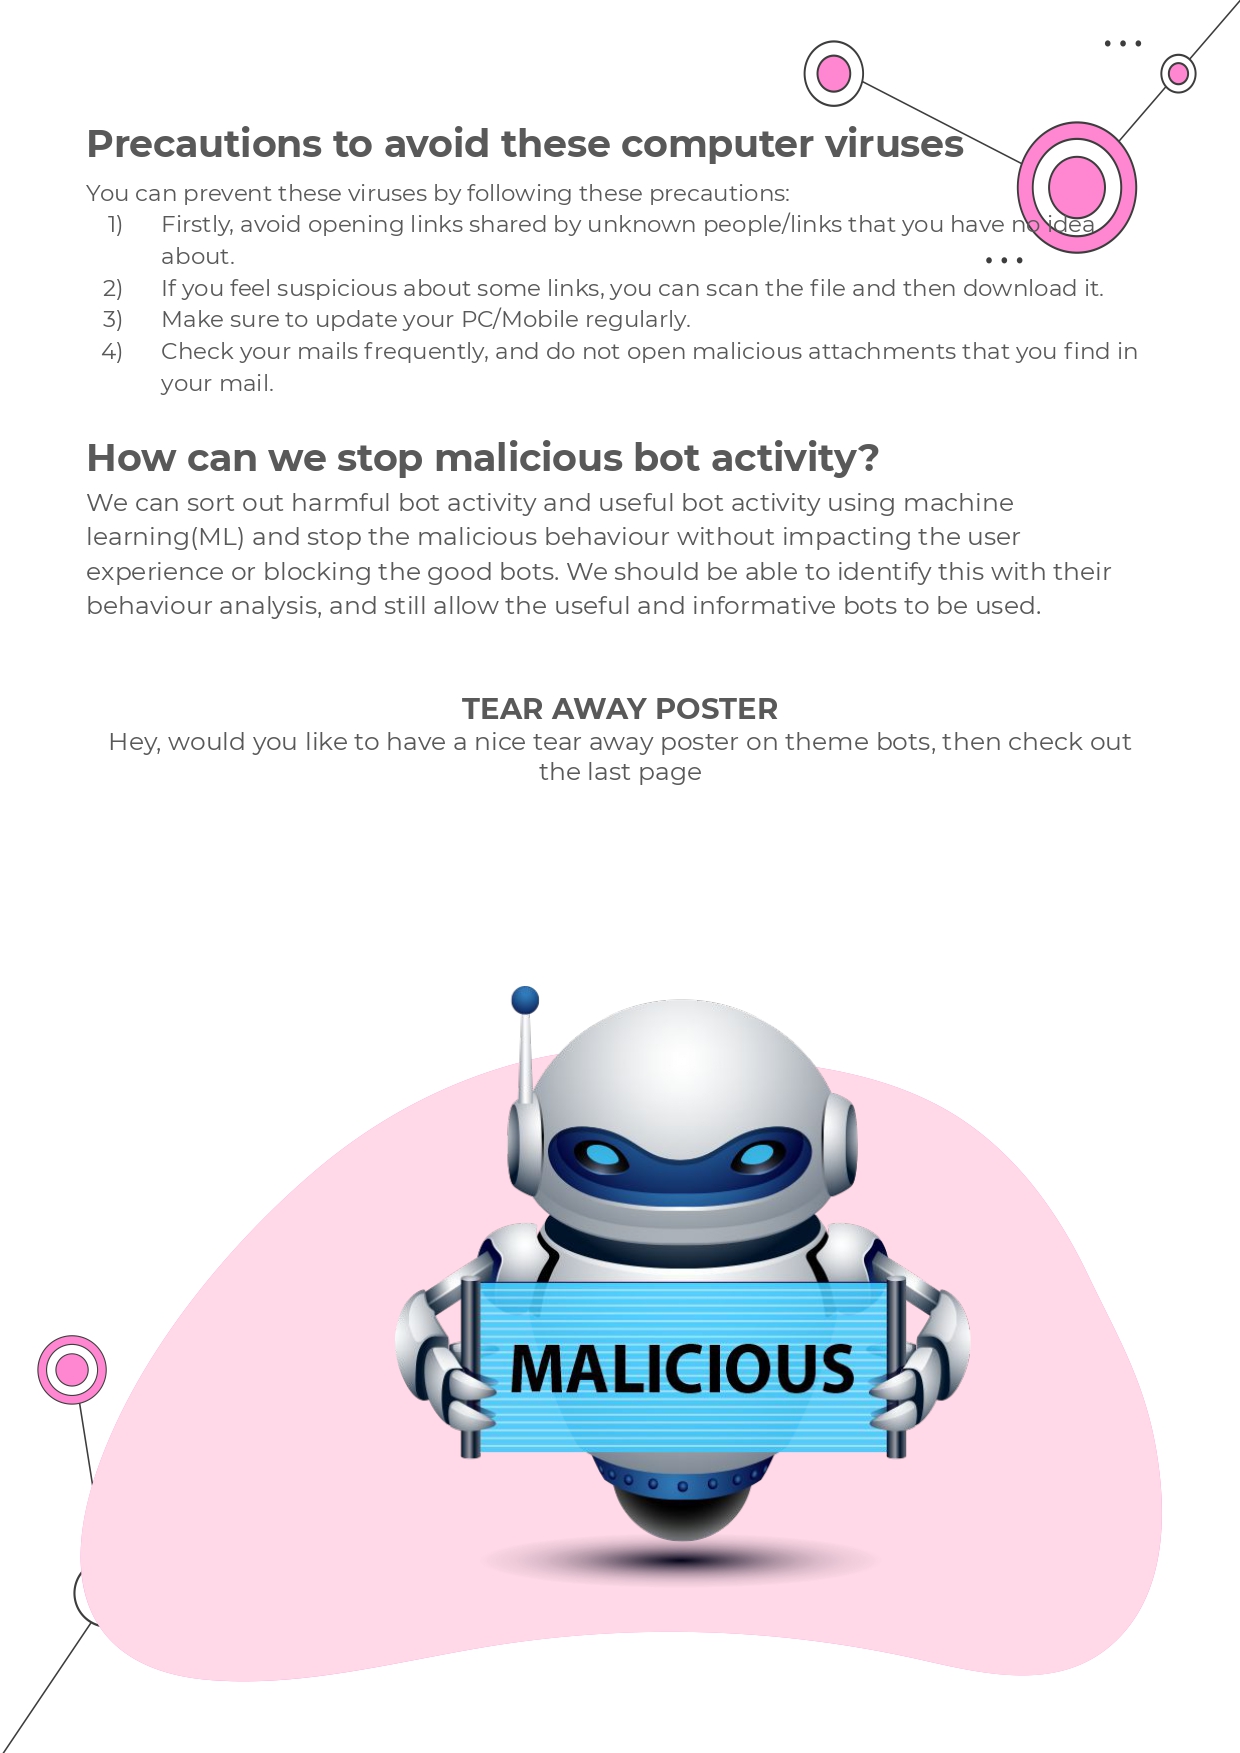 Precautions to avoid these computer viruses
You can prevent these viruses by following these precautions:
1) Firstly, avoid opening links shared by unknown people/links that you have no idea
about.
2) If you feel suspicious about some links, you can scan the file and then download it.
3) Make sure to update your PC/Mobile regularly.
4) Check your mails frequently, and do not open malicious attachments that you find in
your mail.
How can we stop malicious bot activity?
We can sort out harmful bot activity and useful bot activity using machine
learning(ML) and stop the malicious behaviour without impacting the user
experience or blocking the good bots. We should be able to identify this with their
behaviour analysis, and still allow the useful and informative bots to be used.
TEAR AWAY POSTER
Hey, would you like to have a nice tear away poster on theme bots, then check out
the last page
MALICIOUS